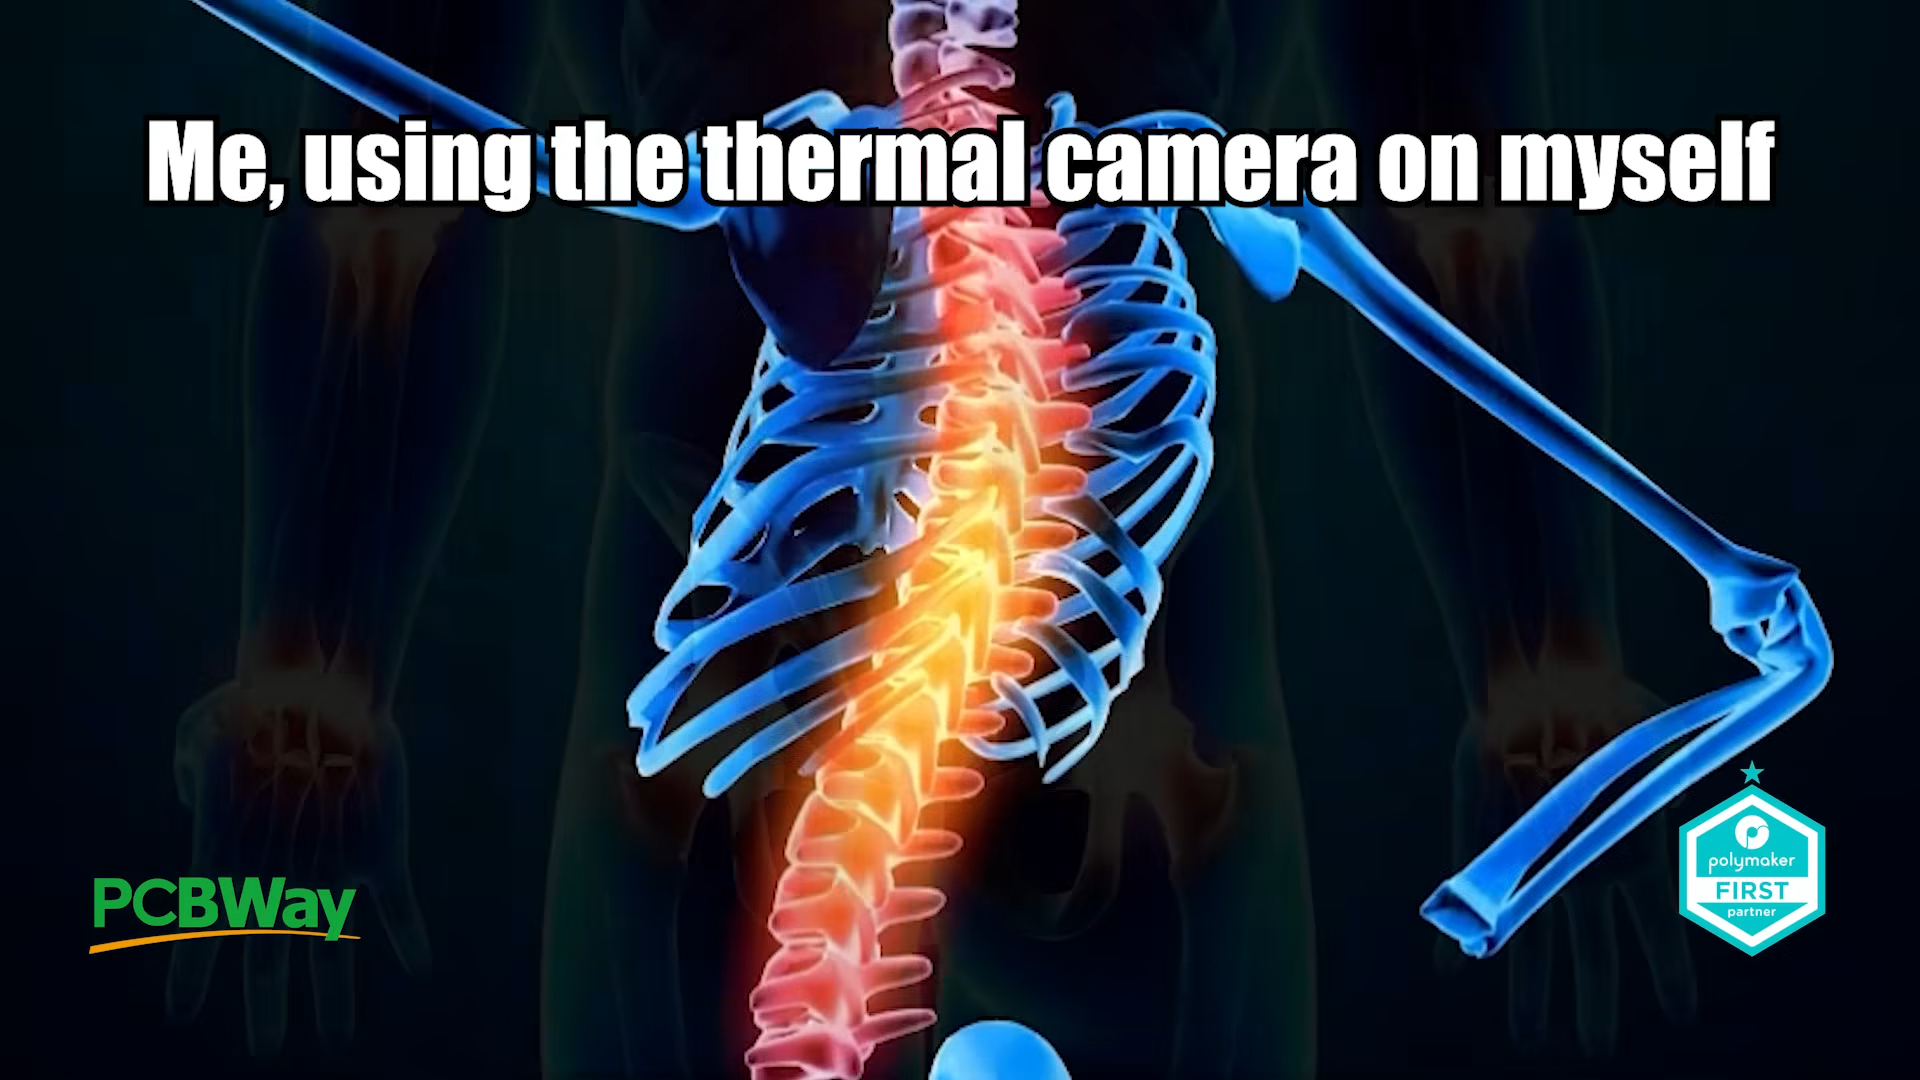 Me, using the thermal camera on myself
PCBWay
polymaker
FIRST
partner